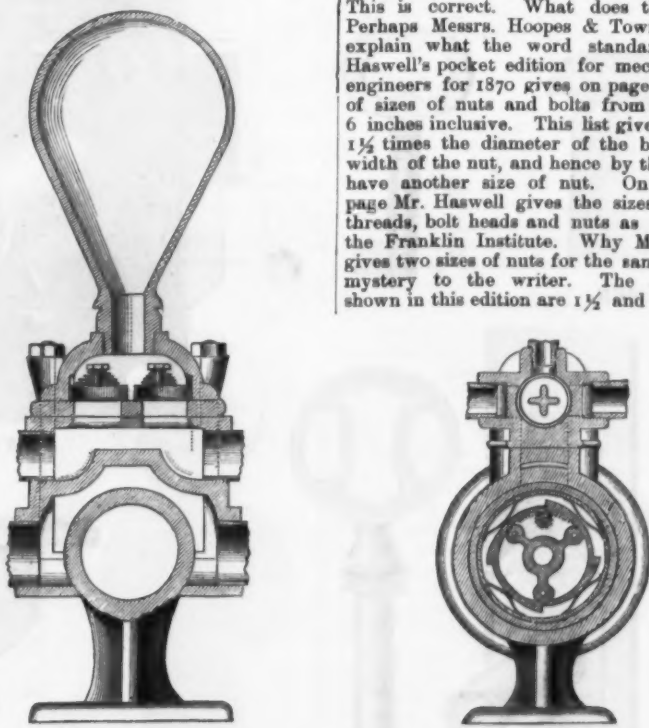 This is correct. What does t
Perhaps Messrs. Hoopes & Tow
explain what the word standa
Haswell's pocket edition for mec
engineers for 1870 gives on page
of sizes of nuts and bolts from
6 inches inclusive. This list give
1½ times the diameter of the b
width of the nut, and hence by th
have another size of nut. On
page Mr. Haswell gives the sizes
threads, bolt heads and nuts as
the Franklin Institute. Why M
gives two sizes of nuts for the san
mystery to the writer. The
shown in this edition are 1½ and